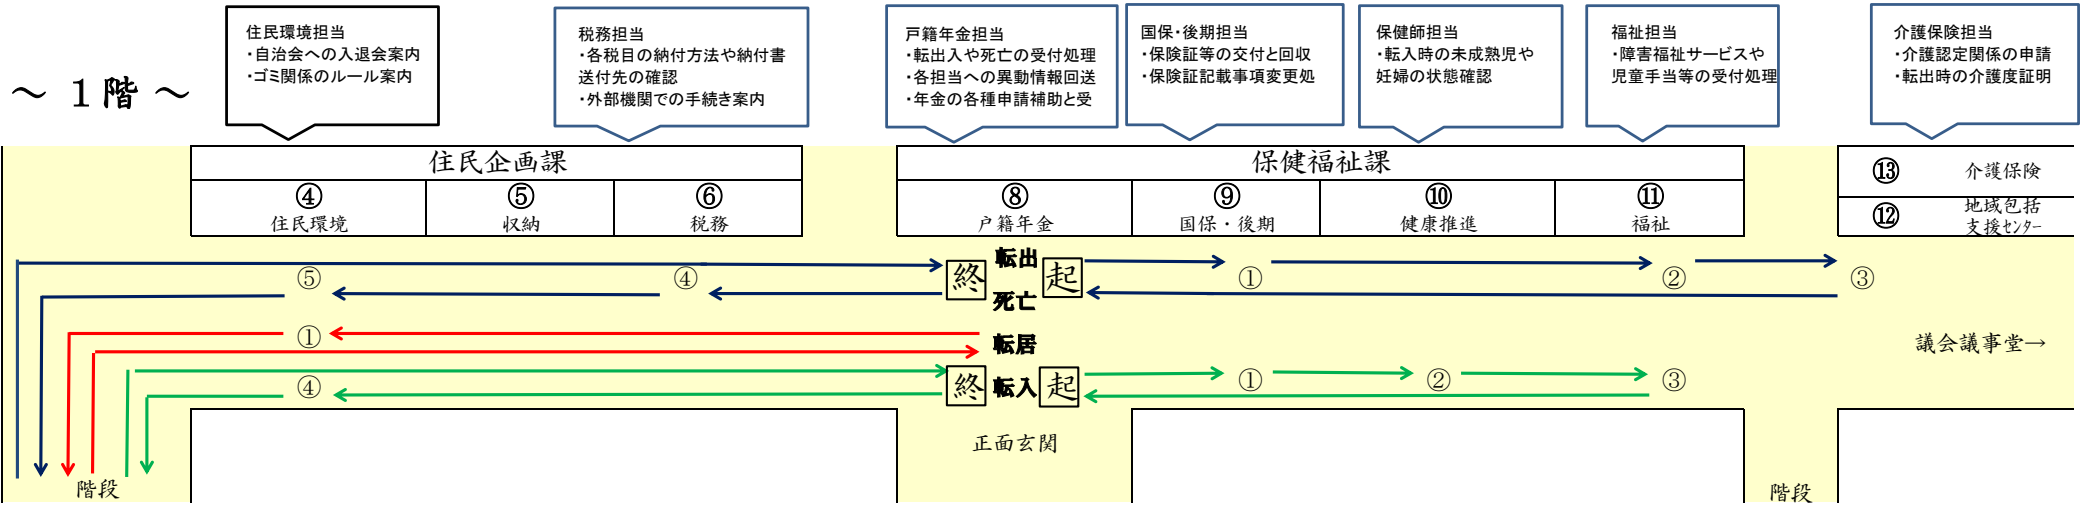 ～ １階 ～
住民環境担当
・自治会への入退会案内
・ゴミ関係のルール案内
税務担当
・各税目の納付方法や納付書
送付先の確認
・外部機関での手続き案内
戸籍年金担当
・転出入や死亡の受付処理
・各担当への異動情報回送
・年金の各種申請補助と受
国保・後期担当
・保険証等の交付と回収
・保険証記載事項変更処
保健師担当
・転入時の未成熟児や
妊婦の状態確認
福祉担当
・障害福祉サービスや
児童手当等の受付処理
介護保険担当
・介護認定関係の申請
・転出時の介護度証明
住民企画課
④
住民環境
⑤
収納
⑥
税務
保健福祉課
⑧
戸籍年金
⑨
国保・後期
⑩
健康推進
⑪
福祉
⑬ 介護保険
⑫ 地域包括
支援ｾﾝﾀｰ
⑤ ④ 終 転出 起 ① ② ③
死亡
① 転居
議会議事堂→
④ 終 転入 起 ① ② ③
正面玄関
階段
階段